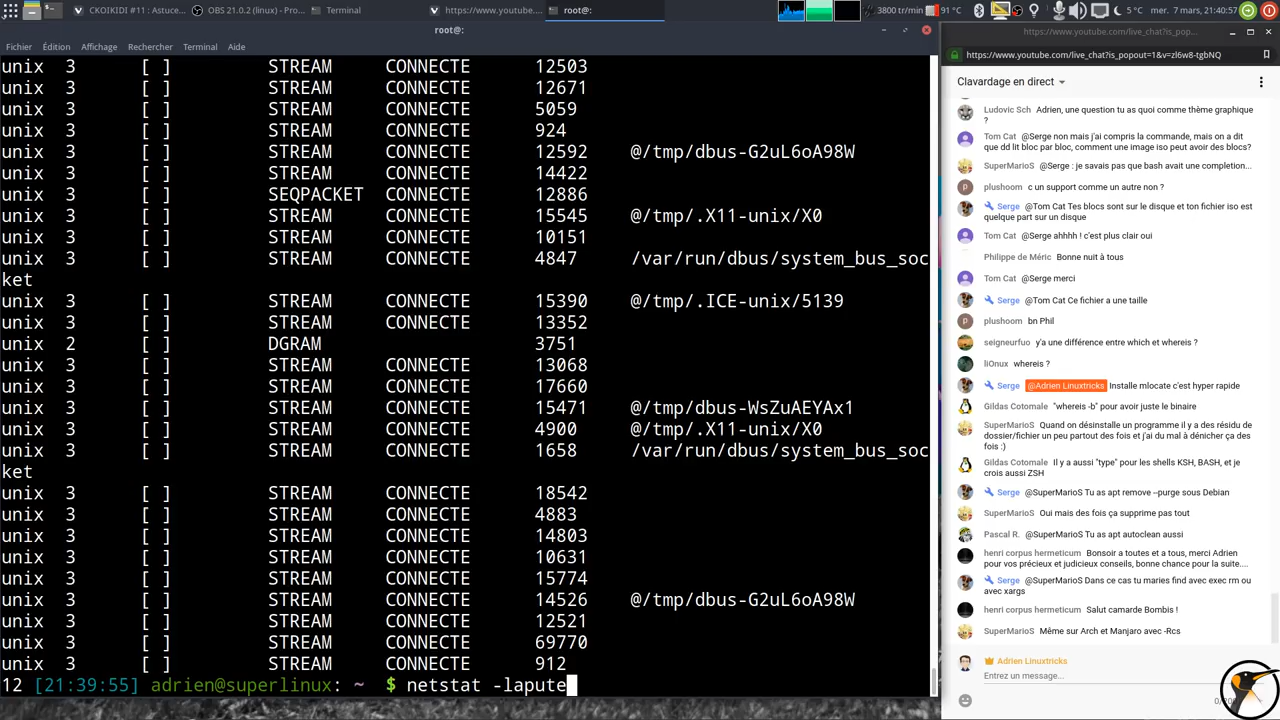 CKOIKIDI #11 : Astuce...
OBS 21.0.2 (linux) - Pro...
Terminal
https://www.youtube....
root@:
3800 tr/min
91 °C
5 °C
mer. 7 mars, 21:40:57
root@:
Fichier Édition Affichage Rechercher Terminal Aide
unix 3 [ ] STREAM CONNECTE 12503
unix 3 [ ] STREAM CONNECTE 12671
unix 3 [ ] STREAM CONNECTE 5059
unix 3 [ ] STREAM CONNECTE 924
unix 3 [ ] STREAM CONNECTE 12592 @/tmp/dbus-G2uL6oA98W
unix 3 [ ] STREAM CONNECTE 14422
unix 3 [ ] SEQPACKET CONNECTE 12886
unix 3 [ ] STREAM CONNECTE 15545 @/tmp/.X11-unix/X0
unix 3 [ ] STREAM CONNECTE 10151
unix 3 [ ] STREAM CONNECTE 4847 /var/run/dbus/system_bus_soc
ket
unix 3 [ ] STREAM CONNECTE 15390 @/tmp/.ICE-unix/5139
unix 3 [ ] STREAM CONNECTE 13352
unix 2 [ ] DGRAM 3751
unix 3 [ ] STREAM CONNECTE 13068
unix 3 [ ] STREAM CONNECTE 17660
unix 3 [ ] STREAM CONNECTE 15471 @/tmp/dbus-WsZuAEYAx1
unix 3 [ ] STREAM CONNECTE 4900 @/tmp/.X11-unix/X0
unix 3 [ ] STREAM CONNECTE 1658 /var/run/dbus/system_bus_soc
ket
unix 3 [ ] STREAM CONNECTE 18542
unix 3 [ ] STREAM CONNECTE 4883
unix 3 [ ] STREAM CONNECTE 14803
unix 3 [ ] STREAM CONNECTE 10631
unix 3 [ ] STREAM CONNECTE 15774
unix 3 [ ] STREAM CONNECTE 14526 @/tmp/dbus-G2uL6oA98W
unix 3 [ ] STREAM CONNECTE 12521
unix 3 [ ] STREAM CONNECTE 69770
unix 3 [ ] STREAM CONNECTE 912
12 [21:39:55] adrien@superlinux: ~ $ netstat -lapute
https://www.youtube.com/live_chat?is_pop...
https://www.youtube.com/live_chat?is_popout=1&v=zl6w8-tgbNQ
Clavardage en direct
Ludovic Sch Adrien, une question tu as quoi comme thème graphique
?
Tom Cat @Serge non mais j'ai compris la commande, mais on a dit
que dd lit bloc par bloc, comment une image iso peut avoir des blocs?
SuperMarioS @Serge : je savais pas que bash avait une completion...
plushoom c un support comme un autre non ?
Serge @Tom Cat Tes blocs sont sur le disque et ton fichier iso est
quelque part sur un disque
Tom Cat @Serge ahhhh ! c'est plus clair oui
Philippe de Méric Bonne nuit à tous
Tom Cat @Serge merci
Serge @Tom Cat Ce fichier a une taille
plushoom bn Phil
seigneurfuo y'a une différence entre which et whereis ?
liOnux whereis ?
Serge @Adrien Linuxtricks Installe mlocate c'est hyper rapide
Gildas Cotomale "whereis -b" pour avoir juste le binaire
SuperMarioS Quand on désinstalle un programme il y a des résidu de
dossier/fichier un peu partout des fois et j'ai du mal à dénicher ça des
fois :)
Gildas Cotomale Il y a aussi "type" pour les shells KSH, BASH, et je
crois aussi ZSH
Serge @SuperMarioS Tu as apt remove --purge sous Debian
SuperMarioS Oui mais des fois ça supprime pas tout
Pascal R. @SuperMarioS Tu as apt autoclean aussi
henri corpus hermeticum Bonsoir a toutes et a tous, merci Adrien
pour vos précieux et judicieux conseils, bonne chance pour la suite....
Serge @SuperMarioS Dans ce cas tu maries find avec exec rm ou
avec xargs
henri corpus hermeticum Salut camarde Bombis !
SuperMarioS Même sur Arch et Manjaro avec -Rcs
Adrien Linuxtricks
Entrez un message...